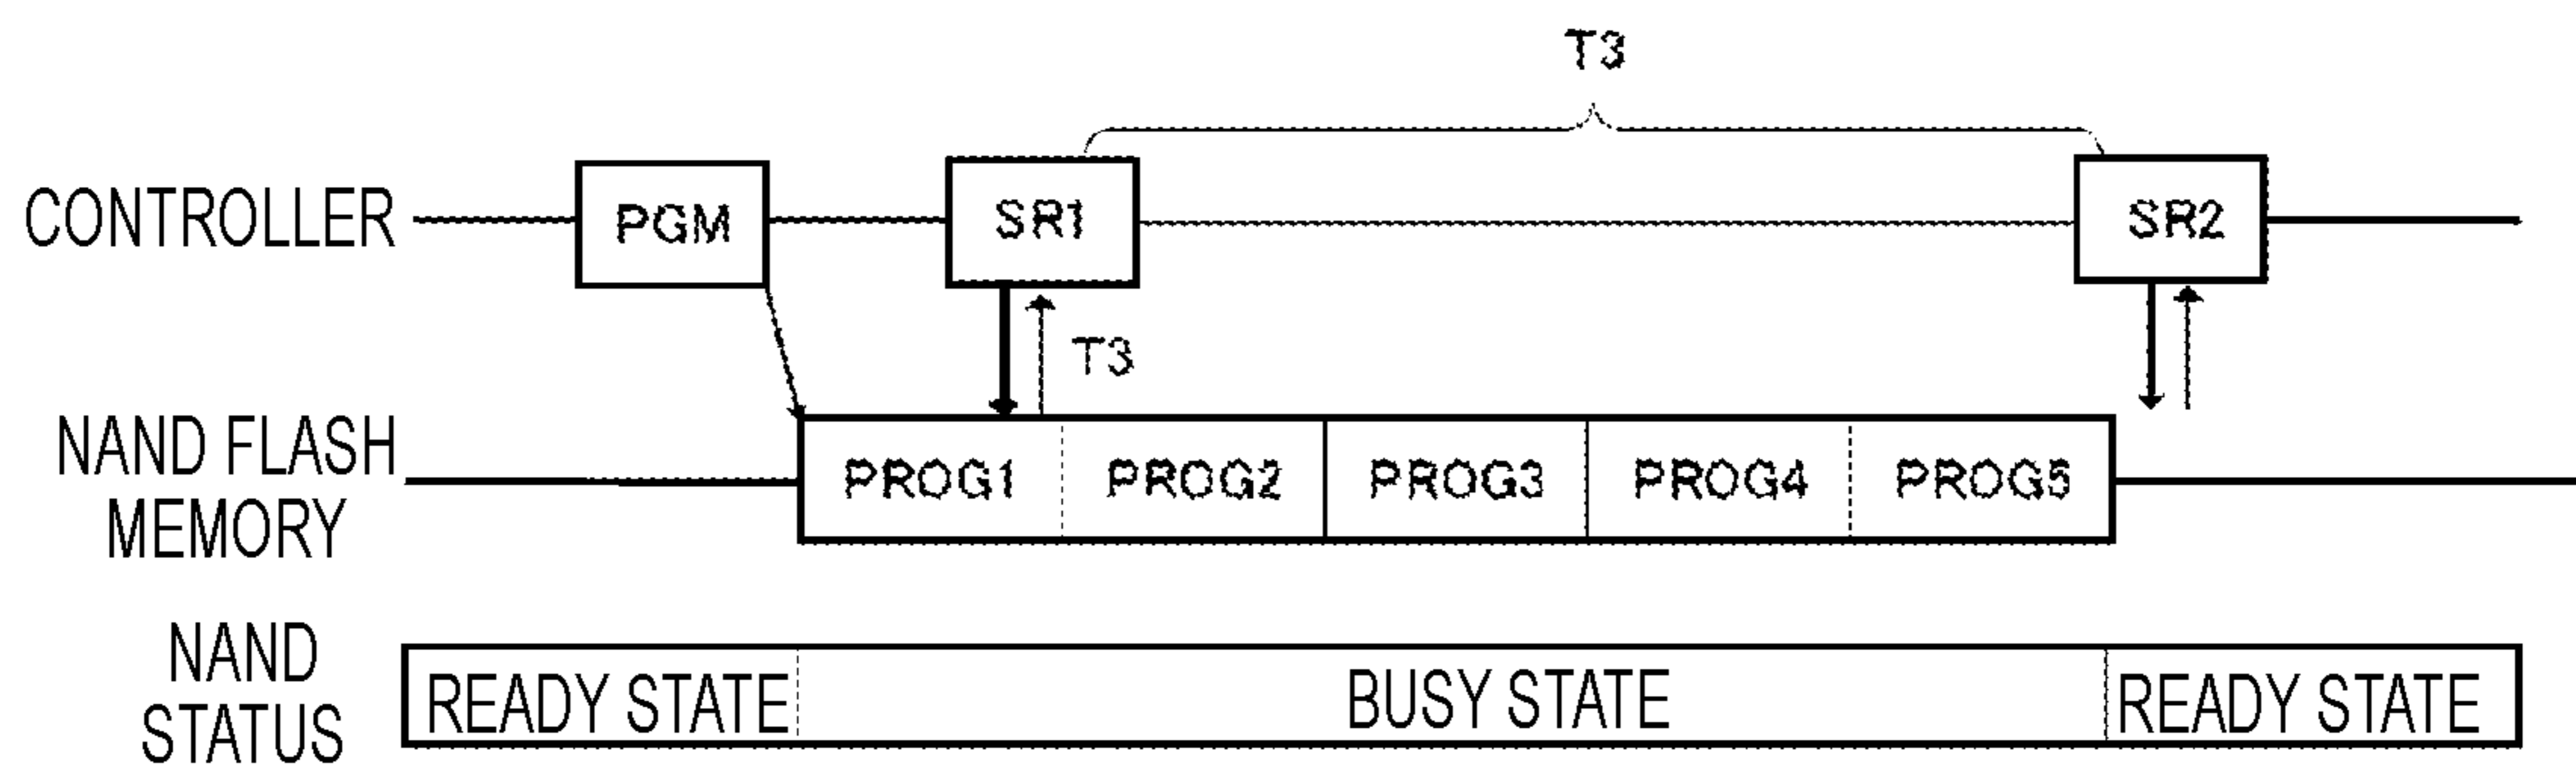 T3
CONTROLLER
PGM
SR1
SR2
T3
NAND FLASH
MEMORY
PROG1
PROG2
PROG3
PROG4
PROG5
NAND
STATUS
READY STATE
BUSY STATE
READY STATE